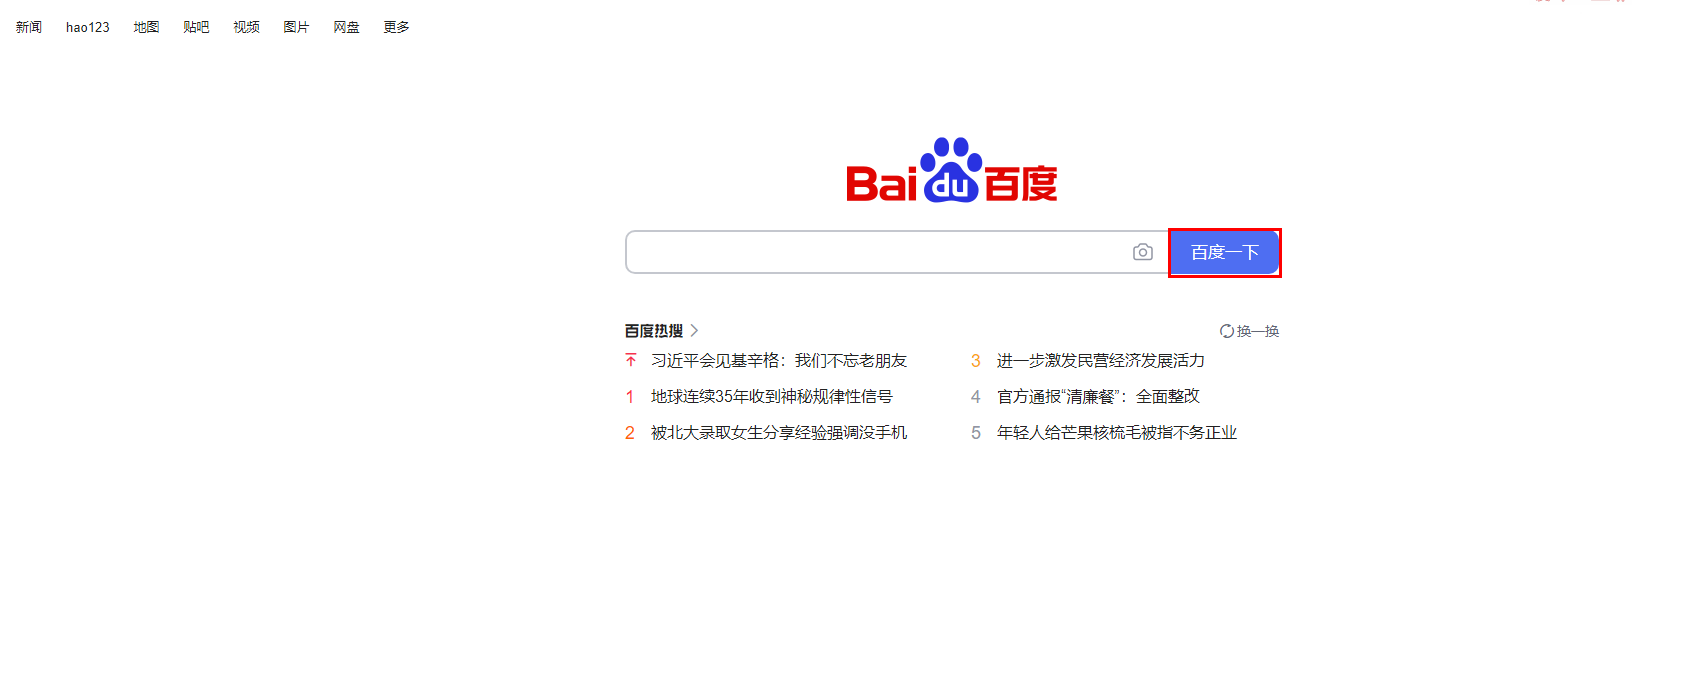 新闻 hao123 地图 贴吧 视频 图片 网盘 更多
Baidu百度
百度一下
百度热搜
换一换
习近平会见基辛格：我们不忘老朋友
1 地球连续35年收到神秘规律性信号
2 被北大录取女生分享经验强调没手机
3 进一步激发民营经济发展活力
4 官方通报“清廉餐”：全面整改
5 年轻人给芒果核梳毛被指不务正业